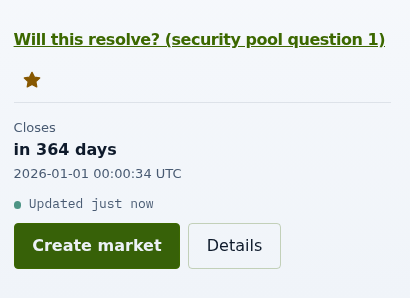 Will this resolve? (security pool question 1)
Closes
in 364 days
2026-01-01 00:00:34 UTC
Updated just now
Create market
Details